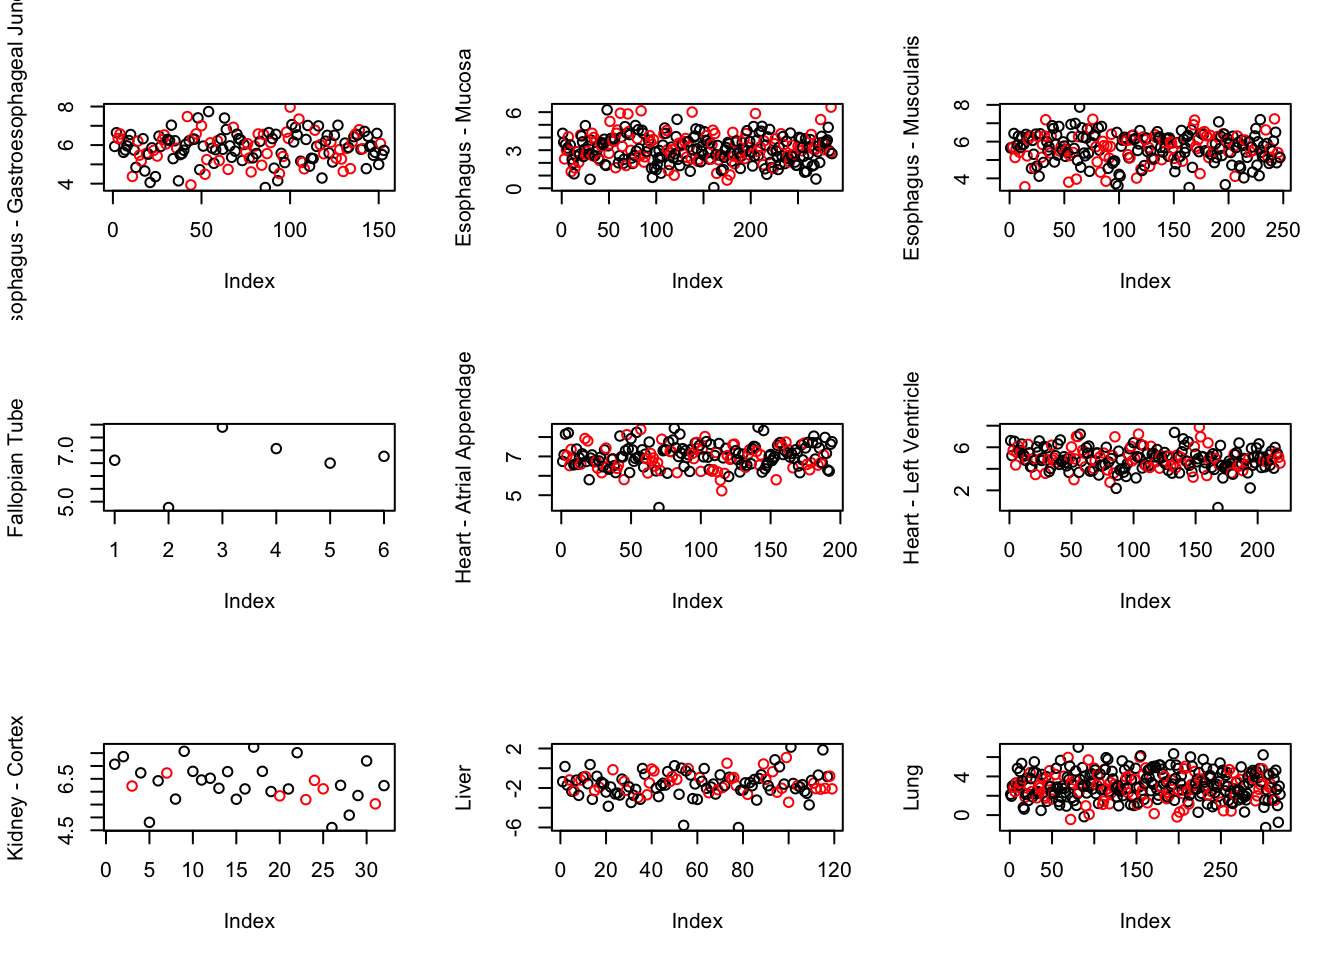 sophagus - Gastroesophageal Junc
8
6
4
0 50 100 150
Index
Esophagus - Mucosa
6
3
0
0 50 100 200
Index
Esophagus - Muscularis
8
6
4
0 50 100 150 200 250
Index
Fallopian Tube
7.0
5.0
1 2 3 4 5 6
Index
Heart - Atrial Appendage
7
5
0 50 100 150 200
Index
Heart - Left Ventricle
6
2
0 50 100 150 200
Index
Kidney - Cortex
6.5
4.5
0 5 10 15 20 25 30
Index
Liver
2
-2
-6
0 20 40 60 80 120
Index
Lung
4
0
0 50 150 250
Index